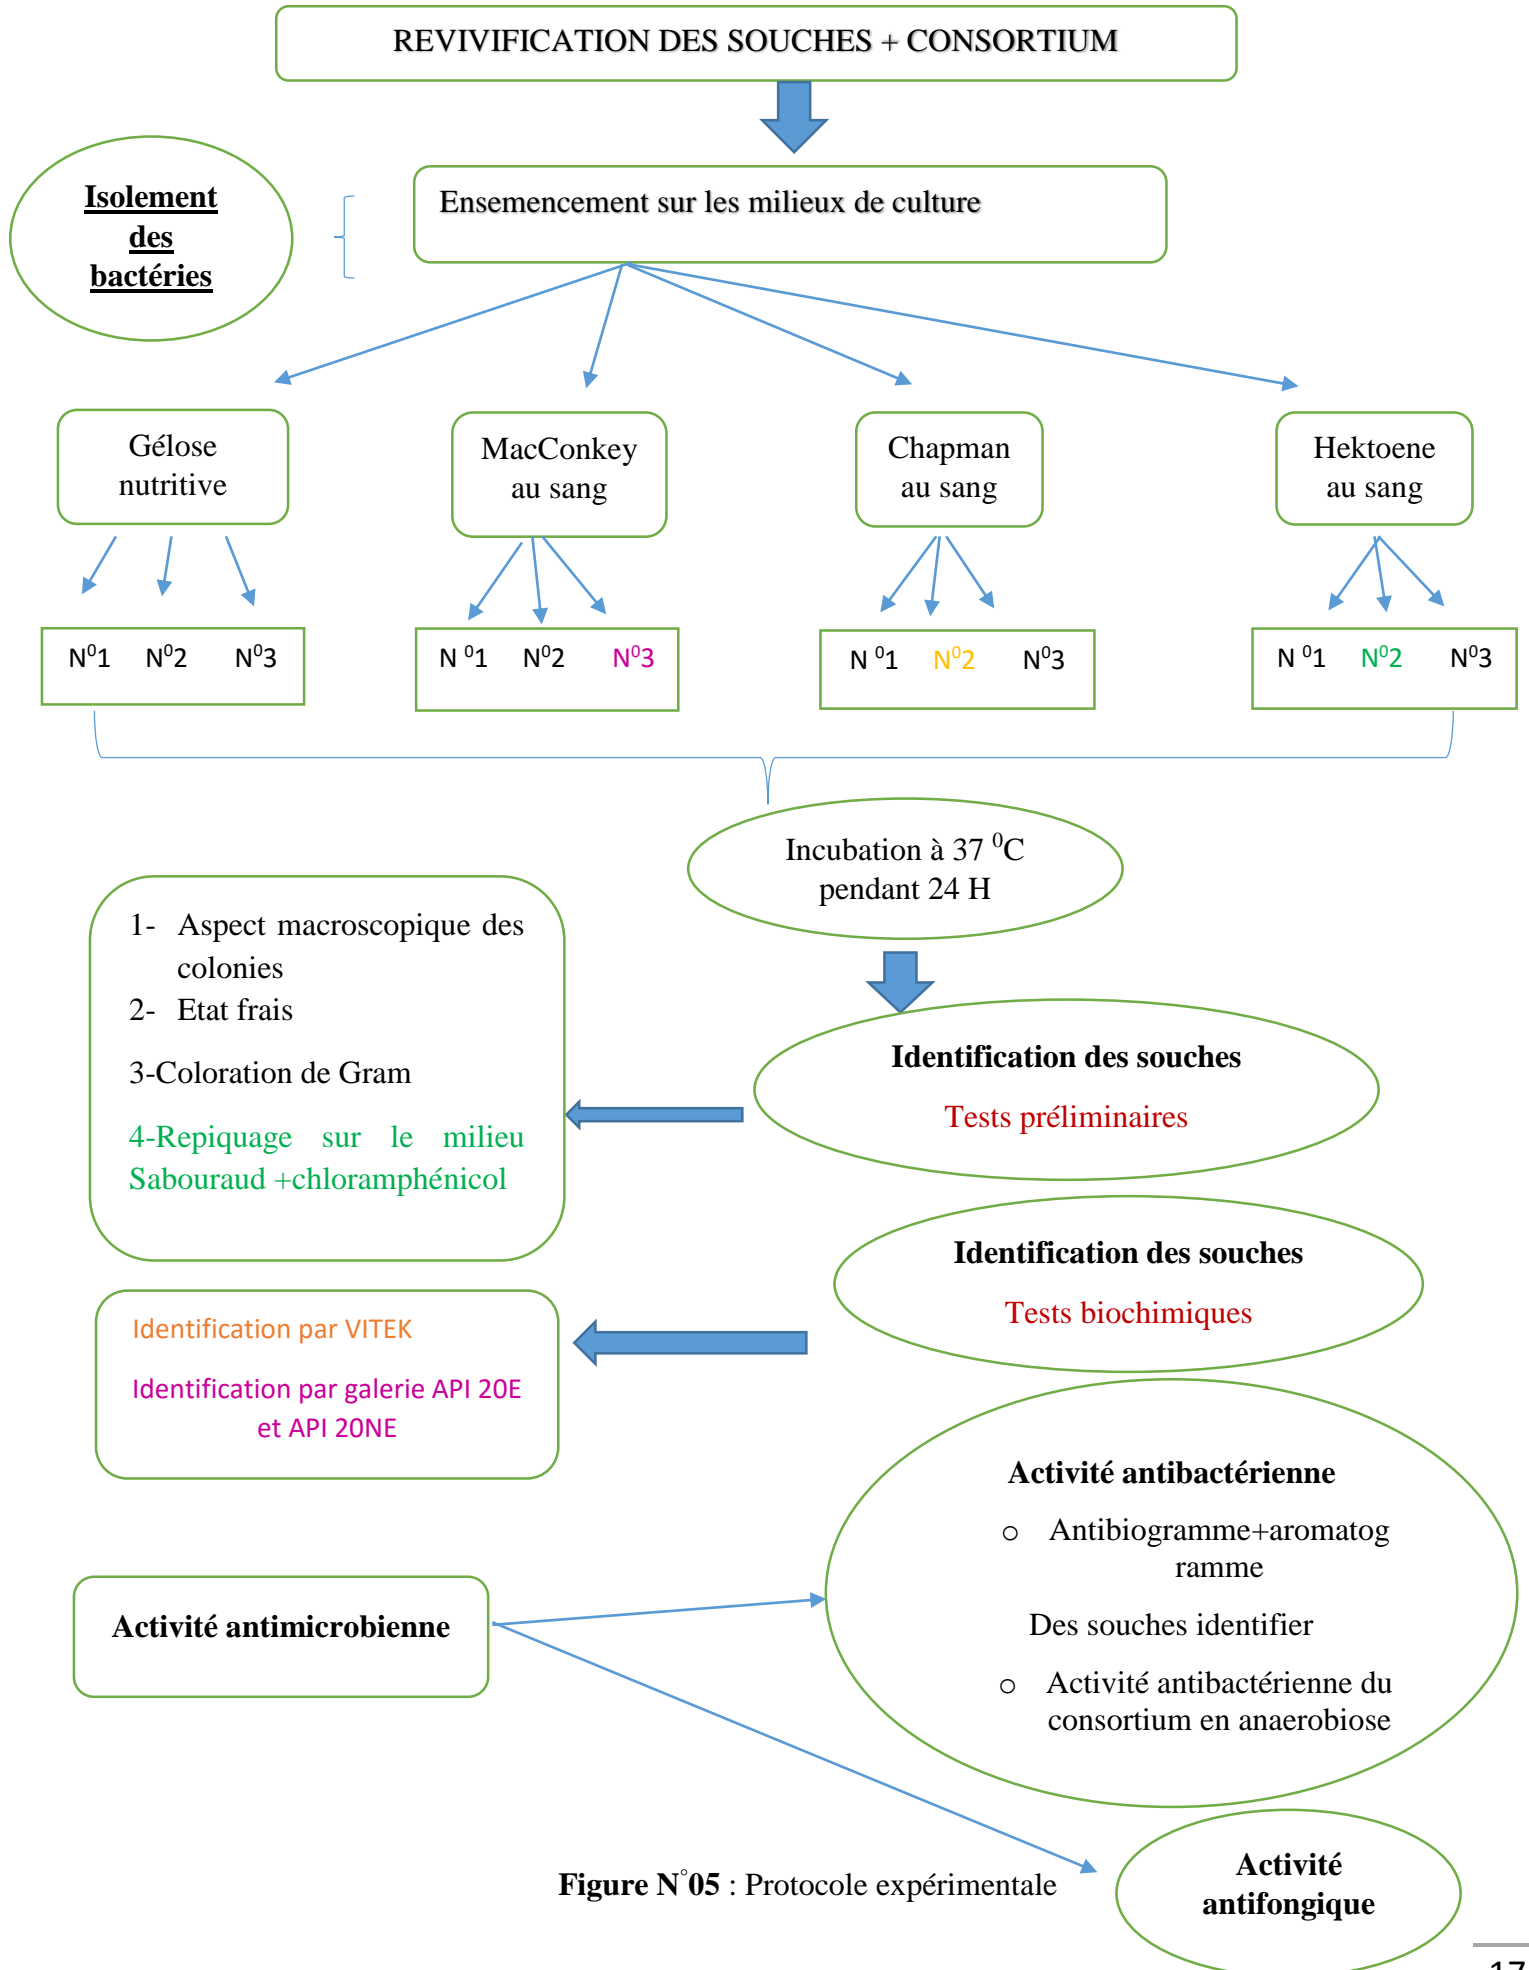 REVIVIFICATION DES SOUCHES + CONSORTIUM
Isolement
des
bactéries
Ensemencement sur les milieux de culture
Gélose
nutritive
MacConkey
au sang
Chapman
au sang
Hektoene
au sang
N⁰1 N⁰2 N⁰3
N ⁰1 N⁰2 N⁰3
N ⁰1 N⁰2 N⁰3
N ⁰1 N⁰2 N⁰3
Incubation à 37 ⁰C
pendant 24 H
1- Aspect macroscopique des
colonies
2- Etat frais
3-Coloration de Gram
4-Repiquage sur le milieu
Sabouraud +chloramphénicol
Identification des souches
Tests préliminaires
Identification des souches
Tests biochimiques
Identification par VITEK
Identification par galerie API 20E
et API 20NE
Activité antibactérienne
o Antibiogramme+aromatog
ramme
Des souches identifier
o Activité antibactérienne du
consortium en anaerobiose
Activité antimicrobienne
Activité
antifongique
Figure N°05 : Protocole expérimentale
17